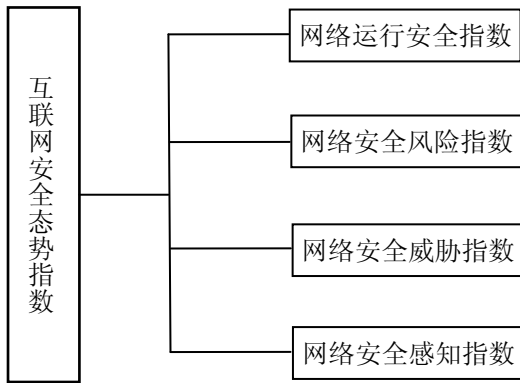 互联网安全态势指数
网络运行安全指数
网络安全风险指数
网络安全威胁指数
网络安全感知指数